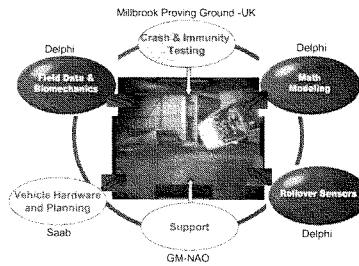 Millbrook Proving Ground -UK
Crash & Immunity
Testing
Delphi
Delphi
Field Data &
Biomechanics
Math
Modeling
Vehicle Hardware
and Planning
Rollover Sensors
Support
Saab
Delphi
GM-NAO